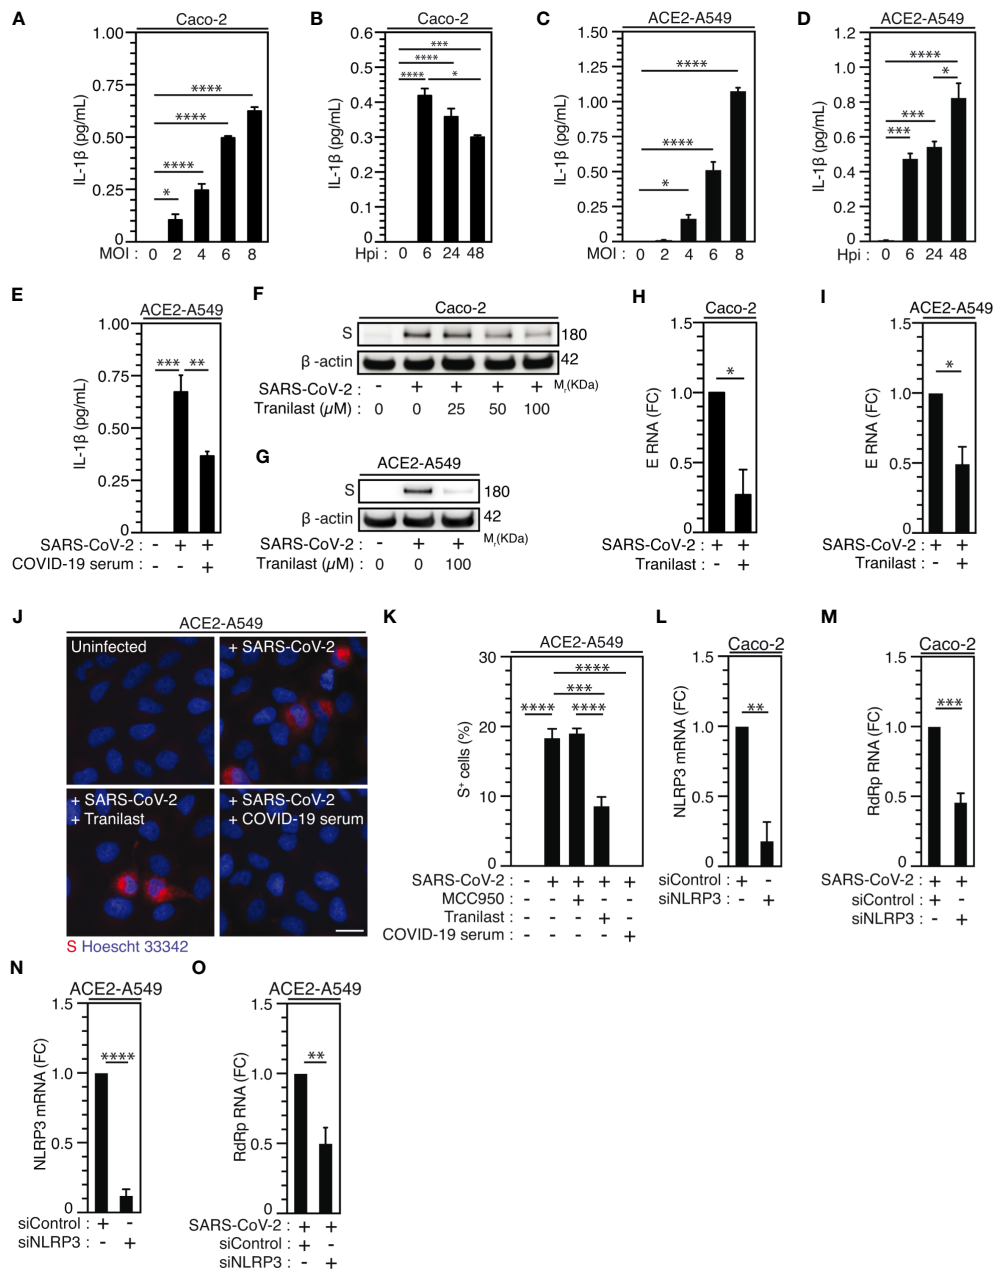 A
Caco-2
IL-1β (pg/mL)
1.00
0.75
0.50
0.25
0
****
****
****
*
MOI : 0 2 4 6 8
B
Caco-2
IL-1β (pg/mL)
0.6
0.5
0.4
0.3
0.2
0.1
0
***
****
**** *
Hpi : 0 6 24 48
C
ACE2-A549
IL-1β (pg/mL)
1.50
1.25
1.00
0.75
0.50
0.25
0
****
****
*
MOI : 0 2 4 6 8
D
ACE2-A549
IL-1β (pg/mL)
1.2
1.0
0.8
0.6
0.4
0.2
0
****
*
***
***
Hpi : 0 6 24 48
E
ACE2-A549
IL-1β (pg/mL)
1.00
0.75
0.50
0.25
0
*** **
SARS-CoV-2 : - + +
COVID-19 serum : - - +
F
Caco-2
S 180
β -actin 42
SARS-CoV-2 : - + + + + Mr(KDa)
Tranilast (µM) : 0 0 25 50 100
G
ACE2-A549
S 180
β -actin 42
SARS-CoV-2 : - + + Mr(KDa)
Tranilast (µM) : 0 0 100
H
Caco-2
E RNA (FC)
1.5
1.0
0.5
0
*
SARS-CoV-2 : + +
Tranilast : - +
I
ACE2-A549
E RNA (FC)
1.5
1.0
0.5
0
*
SARS-CoV-2 : + +
Tranilast : - +
J
ACE2-A549
Uninfected
+ SARS-CoV-2
+ SARS-CoV-2
+ Tranilast
+ SARS-CoV-2
+ COVID-19 serum
S Hoescht 33342
K
ACE2-A549
S+ cells (%)
30
20
10
0
****
***
**** ****
SARS-CoV-2 : - + + + +
MCC950 : - - + - -
Tranilast : - - - + -
COVID-19 serum : - - - - +
L
Caco-2
NLRP3 mRNA (FC)
1.5
1.0
0.5
0
**
siControl : + -
siNLRP3 : - +
M
Caco-2
RdRp RNA (FC)
1.5
1.0
0.5
0
***
SARS-CoV-2 : + +
siControl : + -
siNLRP3 : - +
N
ACE2-A549
NLRP3 mRNA (FC)
1.5
1.0
0.5
0
****
siControl : + -
siNLRP3 : - +
O
ACE2-A549
RdRp RNA (FC)
1.5
1.0
0.5
0
**
SARS-CoV-2 : + +
siControl : + -
siNLRP3 : - +